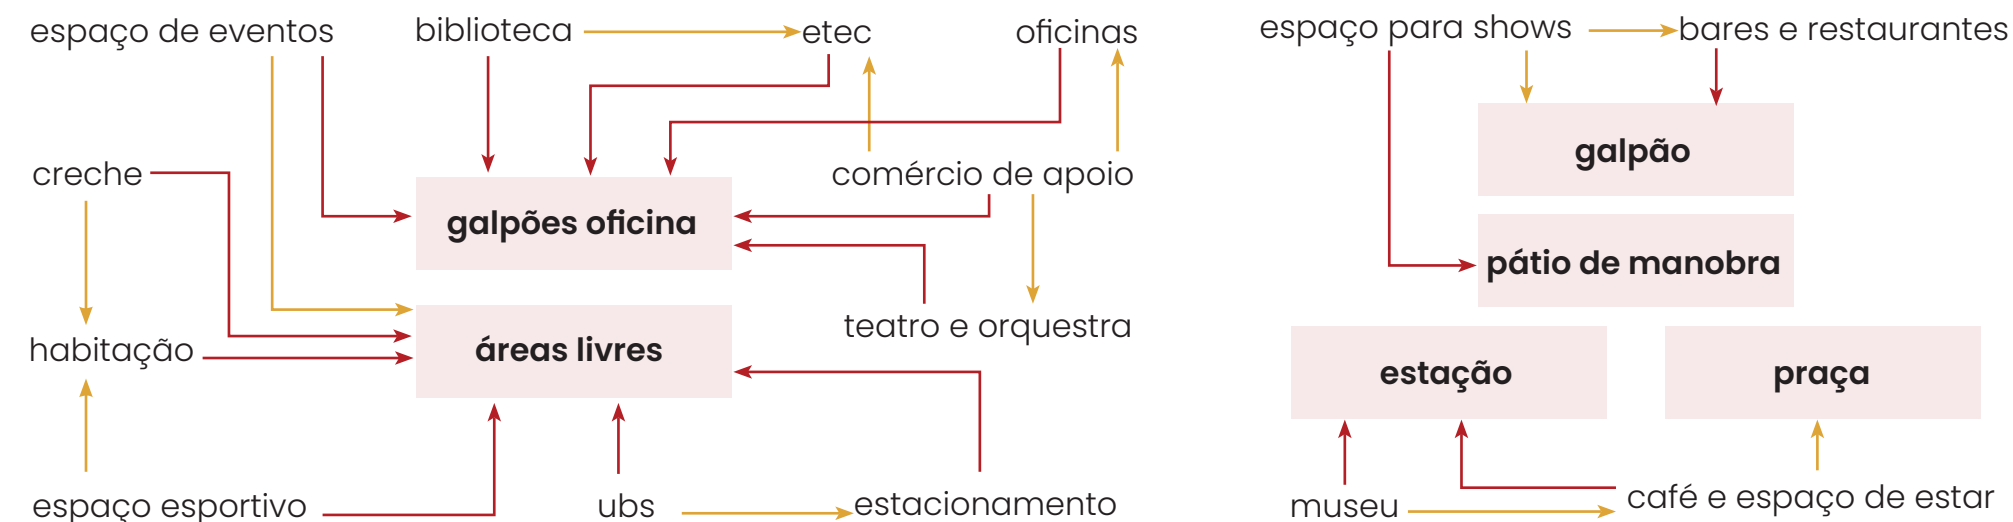 espaço de eventos
biblioteca
etec
oficinas
creche
comércio de apoio
galpões oficina
teatro e orquestra
habitação
áreas livres
espaço esportivo
ubs
estacionamento
espaço para shows
bares e restaurantes
galpão
pátio de manobra
estação
praça
museu
café e espaço de estar